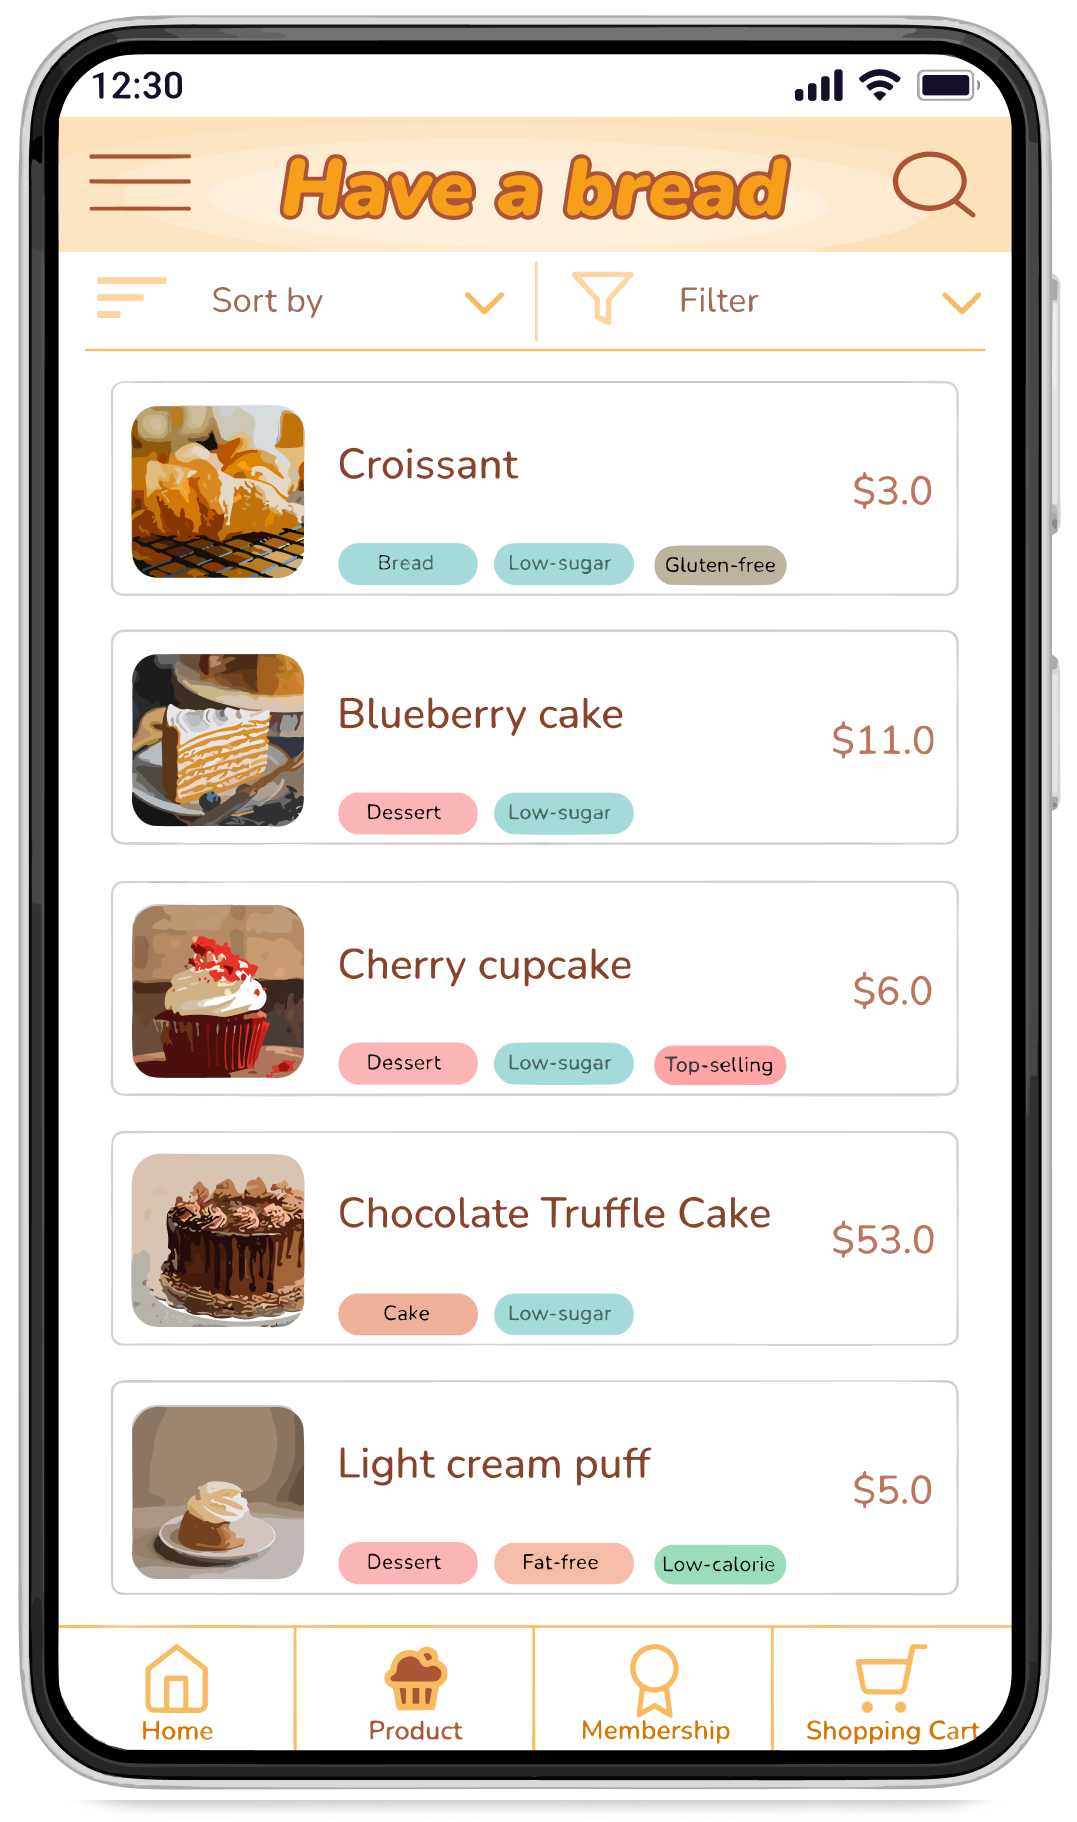 12:30
Have a bread
Sort by
Filter
Croissant
$3.0
Bread
Low-sugar
Gluten-free
Blueberry cake
$11.0
Dessert
Low-sugar
Cherry cupcake
$6.0
Dessert
Low-sugar
Top-selling
Chocolate Truffle Cake
$53.0
Cake
Low-sugar
Light cream puff
$5.0
Dessert
Fat-free
Low-calorie
Home
Product
Membership
Shopping Cart